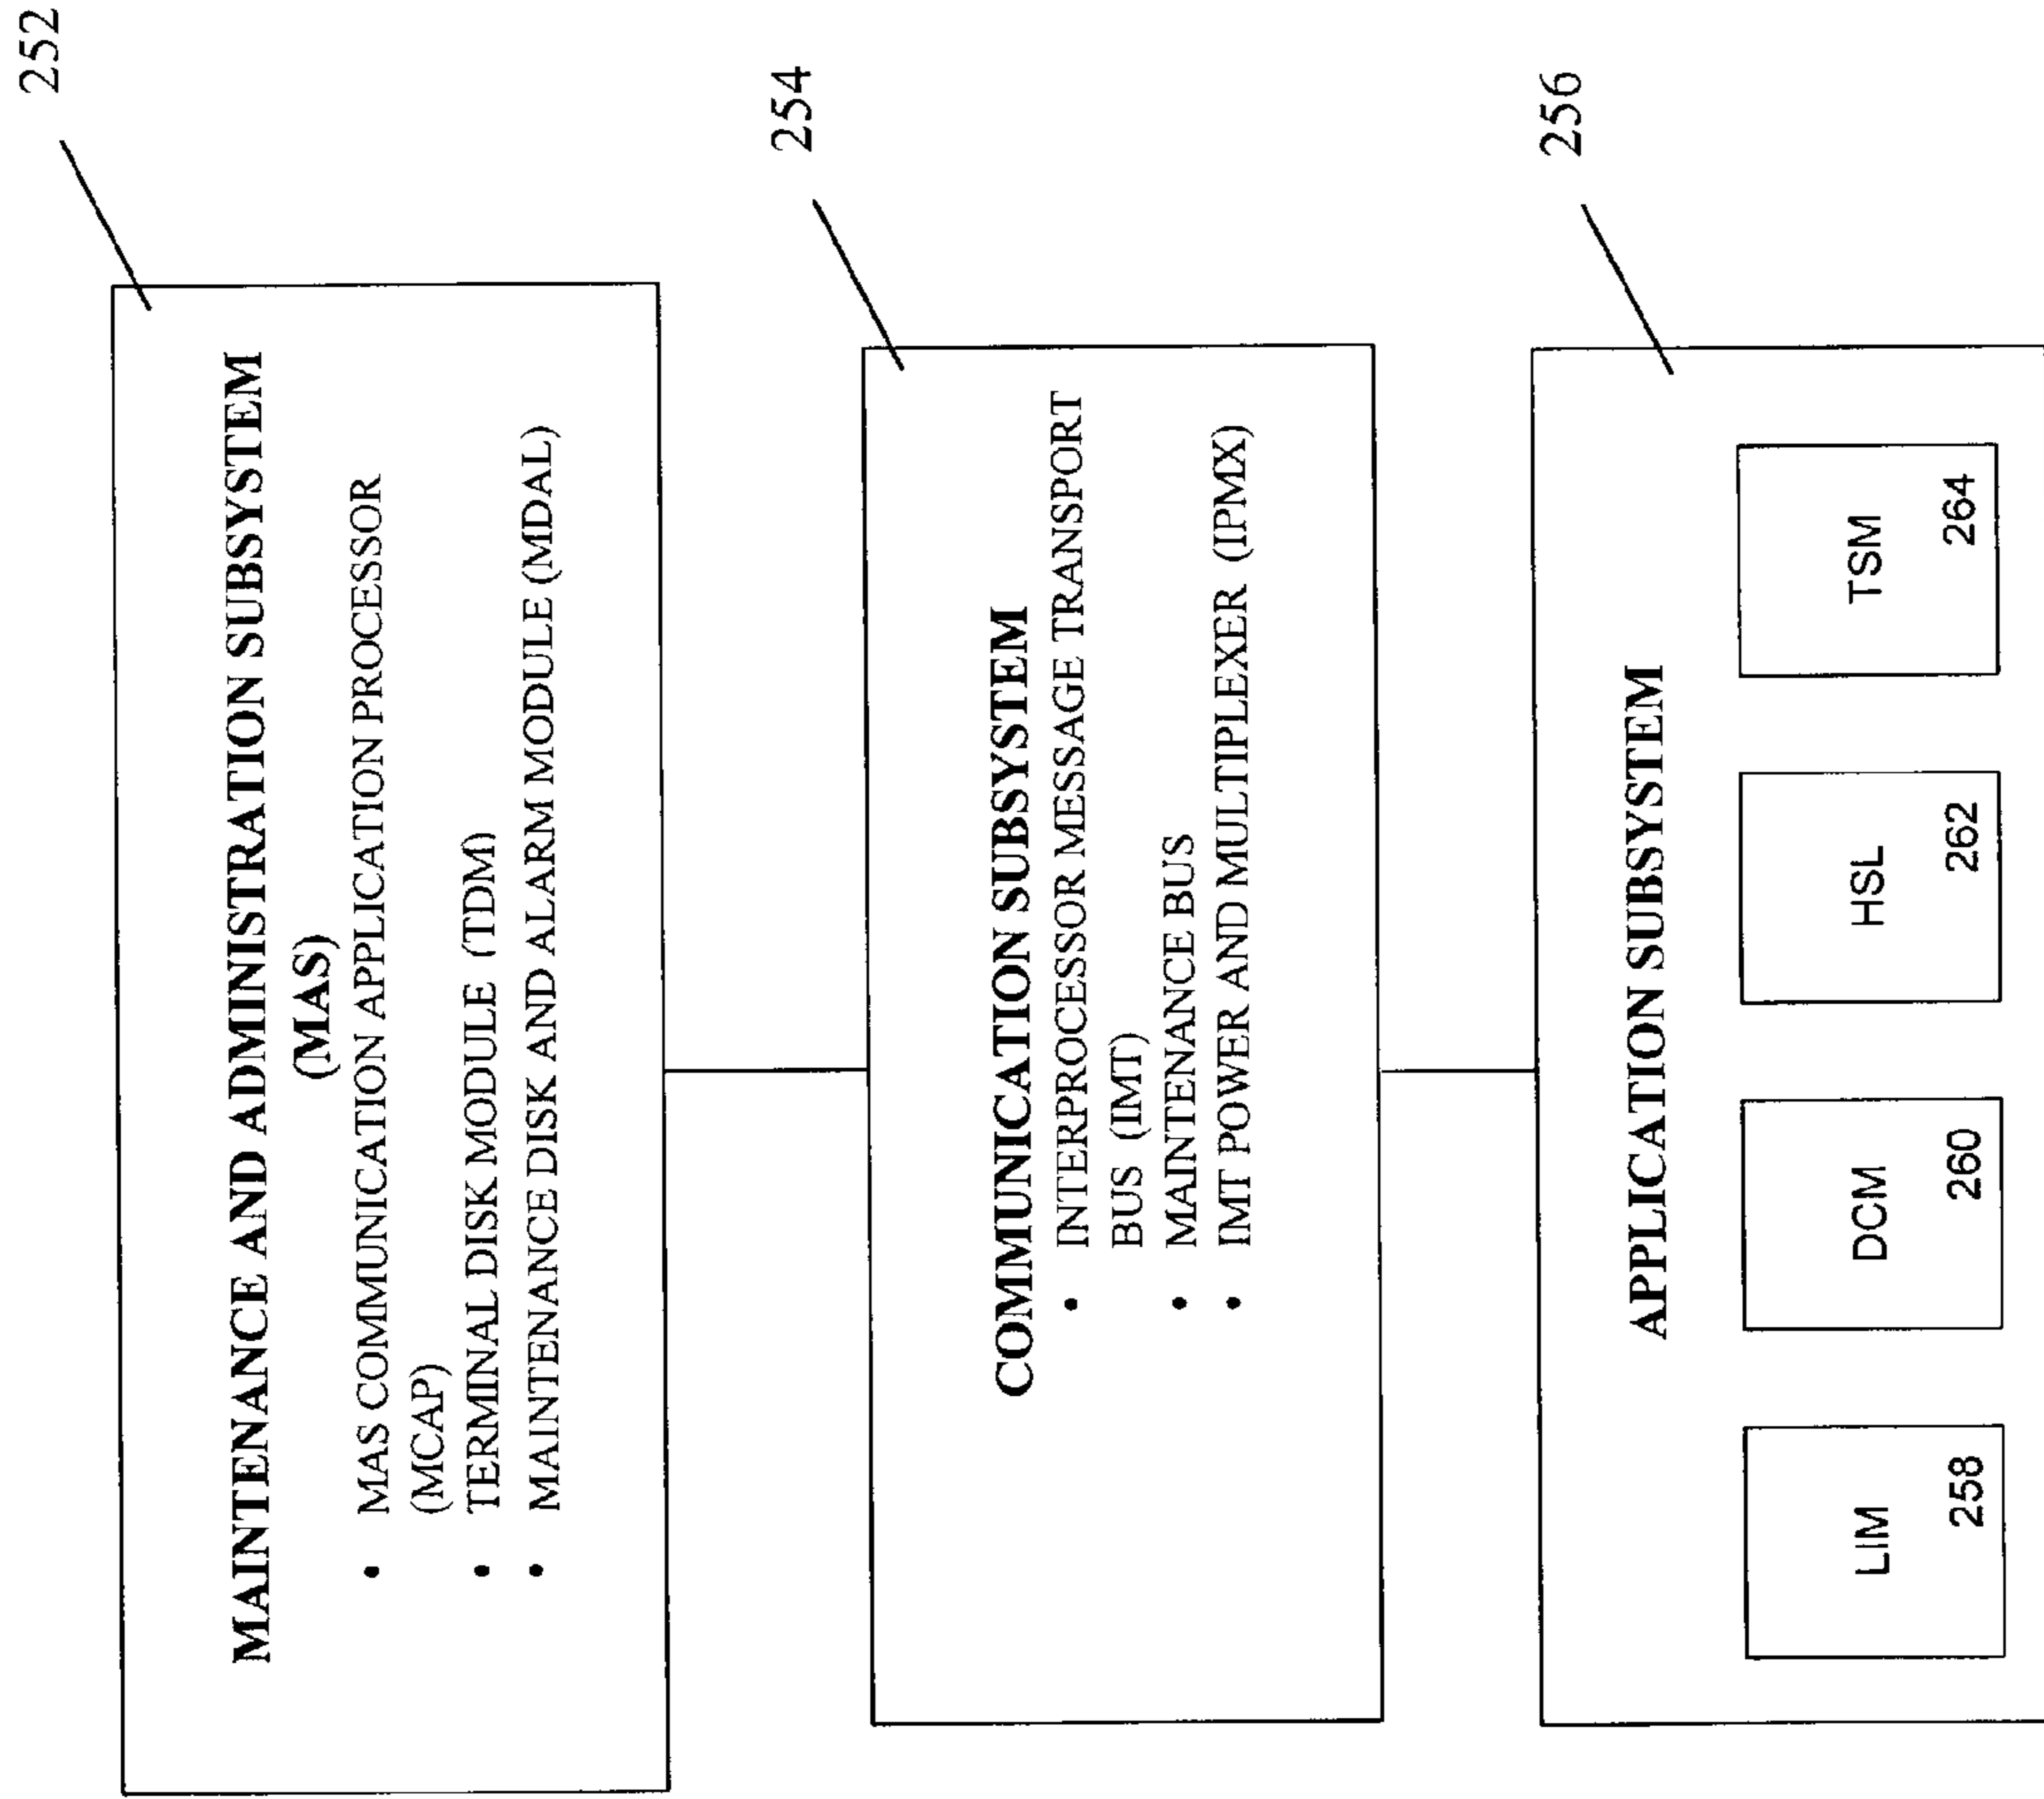 252
MAINTENANCE AND ADMINISTRATION SUBSYSTEM
(MAS)
• MAS COMMUNICATION APPLICATION PROCESSOR
(MCAP)
• TERMINAL DISK MODULE (TDM)
• MAINTENANCE DISK AND ALARM MODULE (MDAL)
254
COMMUNICATION SUBSYSTEM
• INTERPROCESSOR MESSAGE TRANSPORT
BUS (IMT)
• MAINTENANCE BUS
• IMT POWER AND MULTIPLEXER (IPMX)
256
APPLICATION SUBSYSTEM
LIM
258
DCM
260
HSL
262
TSM
264